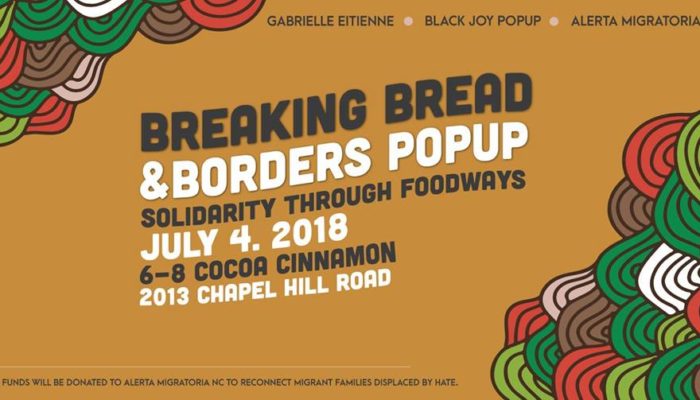 GABRIELLE EITIENNE ● BLACK JOY POPUP ● ALERTA MIGRATORIA
BREAKING BREAD
&BORDERS POPUP
SOLIDARITY THROUGH FOODWAYS
JULY 4. 2018
6-8 COCOA CINNAMON
2013 CHAPEL HILL ROAD
FUNDS WILL BE DONATED TO ALERTA MIGRATORIA NC TO RECONNECT MIGRANT FAMILIES DISPLACED BY HATE.